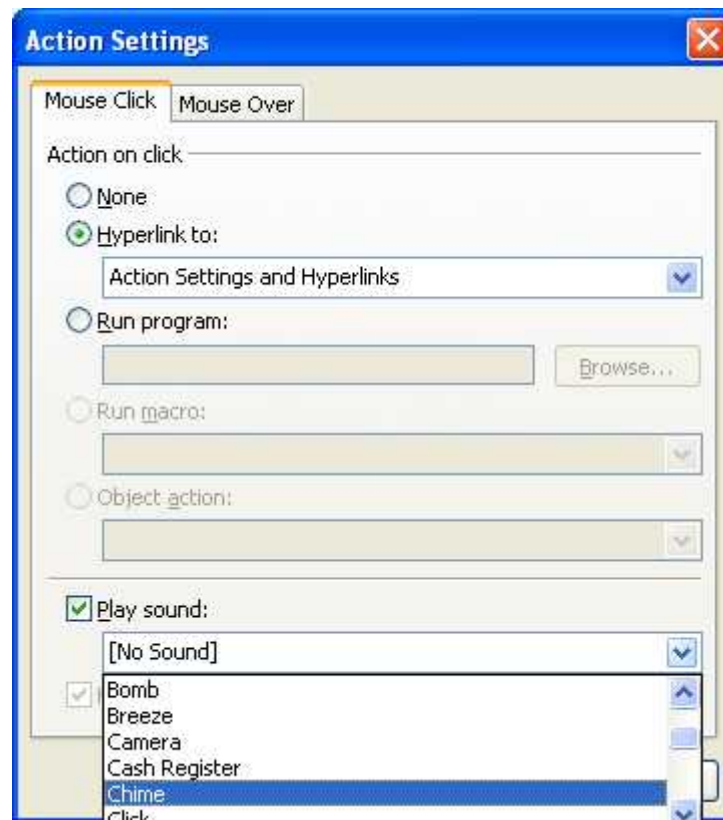 Action Settings
Mouse Click Mouse Over
Action on click
None
Hyperlink to:
Action Settings and Hyperlinks
Run program:
Browse...
Run macro:
Object action:
Play sound:
[No Sound]
Bomb
Breeze
Camera
Cash Register
Chime
Click